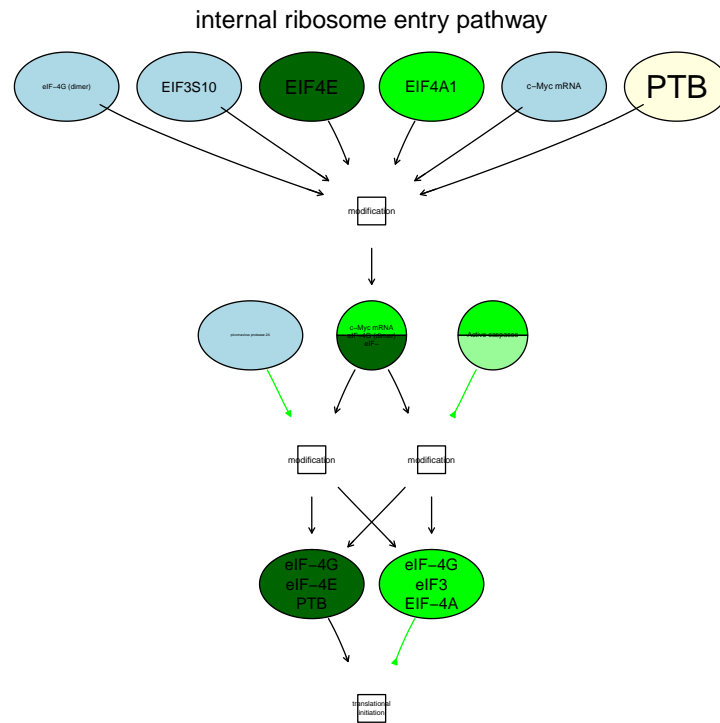 internal ribosome entry pathway
eIF−4G (dimer)
EIF3S10
EIF4E
EIF4A1
c−Myc mRNA
PTB
modification
c−Myc mRNA
eIF−4G (dimer)
eIF−
Active caspases
modification
modification
eIF−4G
eIF−4E
PTB
eIF−4G
eIF3
EIF−4A
translational
initiation